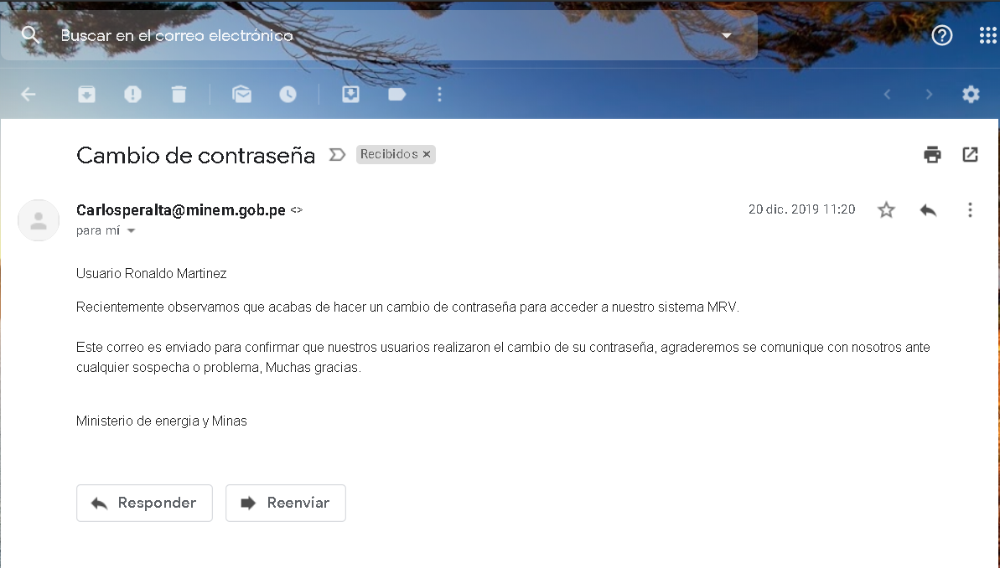 Buscar en el correo electrónico
Cambio de contraseña Recibidos ×
Carlosperalta@minem.gob.pe <> 20 dic. 2019 11:20
para mí
Usuario Ronaldo Martinez
Recientemente observamos que acabas de hacer un cambio de contraseña para acceder a nuestro sistema MRV.
Este correo es enviado para confirmar que nuestros usuarios realizaron el cambio de su contraseña, agraderemos se comunique con nosotros ante
cualquier sospecha o problema, Muchas gracias.
Ministerio de energia y Minas
Responder Reenviar